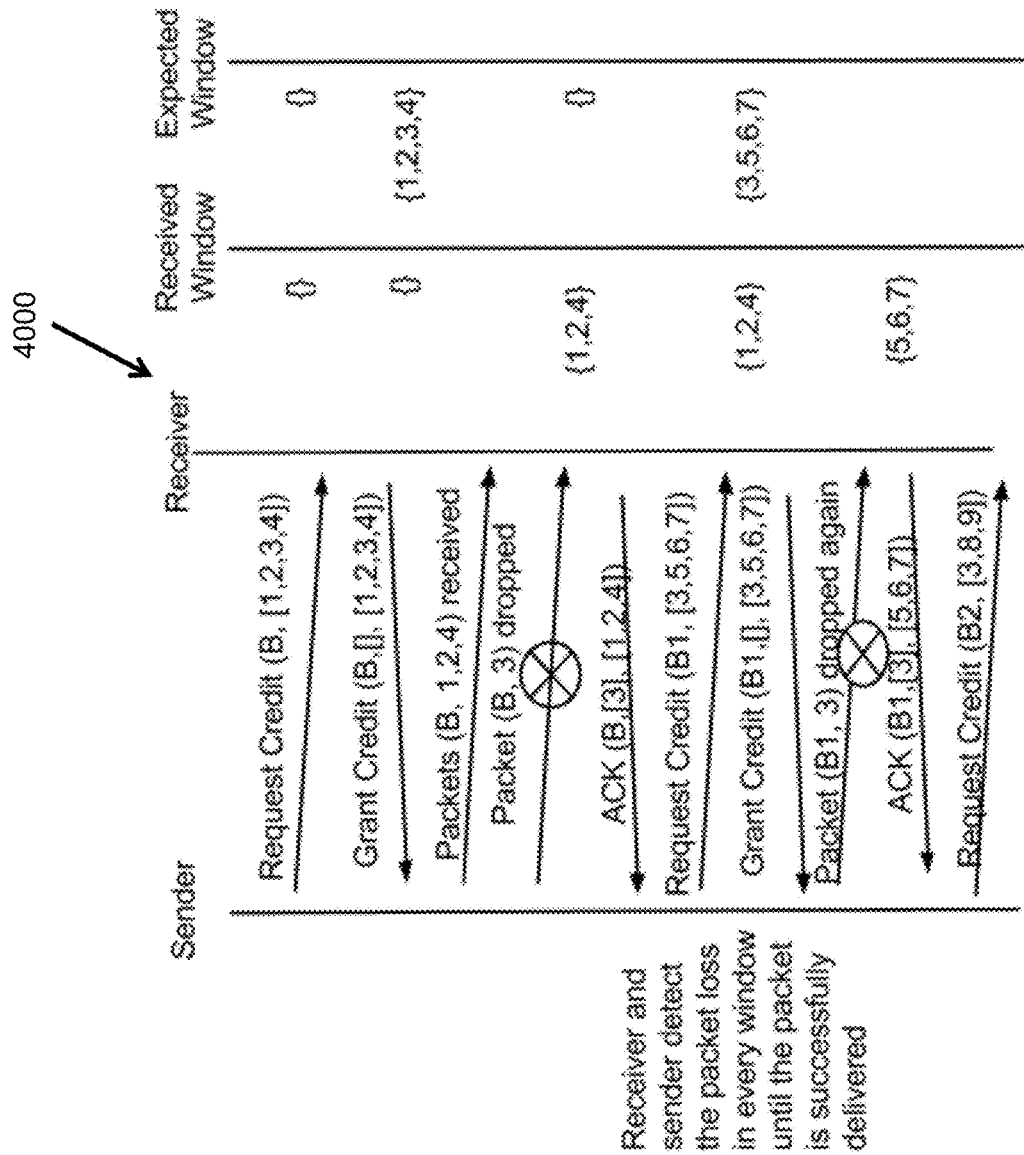 4000
Sender
Receiver
Received
Window
Expected
Window
Request Credit (B, [1,2,3,4])
{}
{}
Grant Credit (B,[], [1,2,3,4])
{}
{1,2,3,4}
Packets (B, 1,2,4) received
Packet (B, 3) dropped
{1,2,4}
{}
ACK (B,[3], [1,2,4])
Request Credit (B1, [3,5,6,7])
Grant Credit (B1,[], [3,5,6,7])
{1,2,4}
{3,5,6,7}
Packet (B1, 3) dropped again
ACK (B1,[3], [5,6,7])
{5,6,7}
Request Credit (B2, [3,8,9])
Receiver and
sender detect
the packet loss
in every window
until the packet
is successfully
delivered